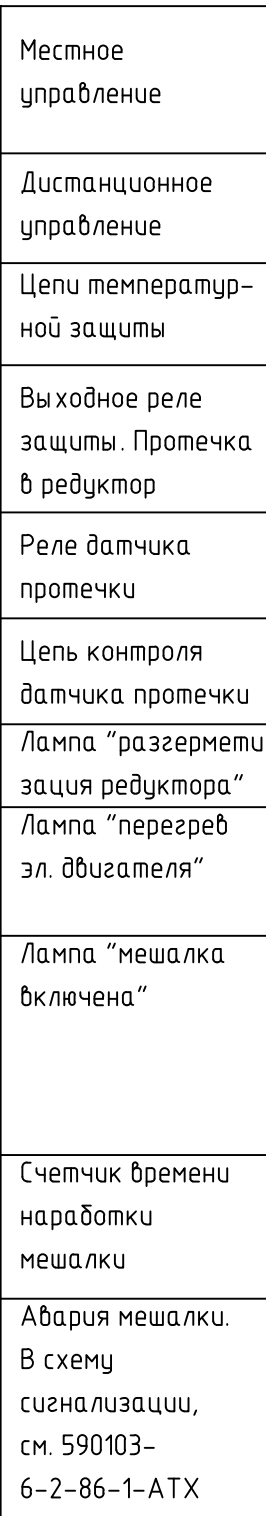 Местное
управление
Дистанционное
управление
Цепи температур-
ной защиты
Выходное реле
защиты. Протечка
в редуктор
Реле датчика
протечки
Цепь контроля
датчика протечки
Лампа "разгермети
зация редуктора"
Лампа "перегрев
эл. двигателя"
Лампа "мешалка
включена"
Счетчик времени
наработки
мешалки
Авария мешалки.
В схему
сигнализации,
см. 590103-
6-2-86-1-АТХ